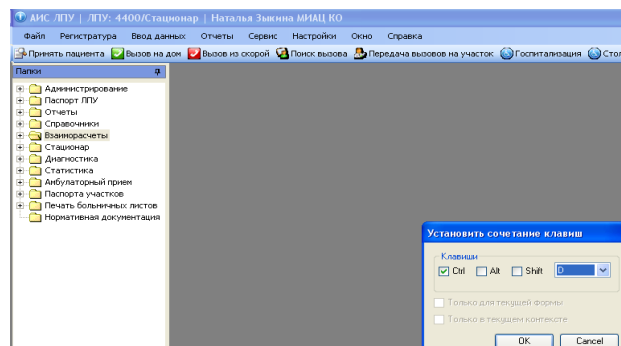 АИС ЛПУ | ЛПУ: 4400/Стационар | Наталья Зыкина МИАЦ КО
Файл Регистратура Ввод данных Отчеты Сервис Настройки Окно Справка
Принять пациента Вызов на дом Вызов из скорой Поиск вызова Передача вызовов на участок Госпитализация Стол
Папки
Администрирование
Паспорт ЛПУ
Отчеты
Справочники
Взаиморасчеты
Стационар
Диагностика
Статистика
Амбулаторный прием
Паспорта участков
Печать больничных листов
Нормативная документация
Установить сочетание клавиш
Клавиши
Ctrl Alt Shift D
Только для текущей формы
Только в текущем контексте
OK Cancel